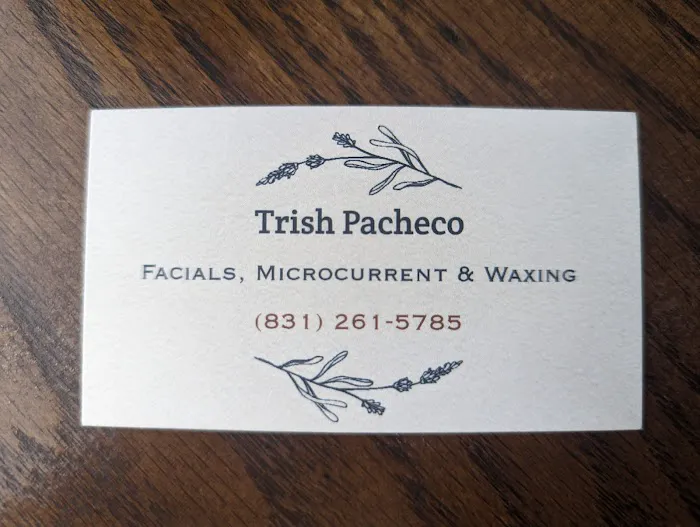 Trish Pacheco
Facials, Microcurrent & Waxing
(831) 261-5785